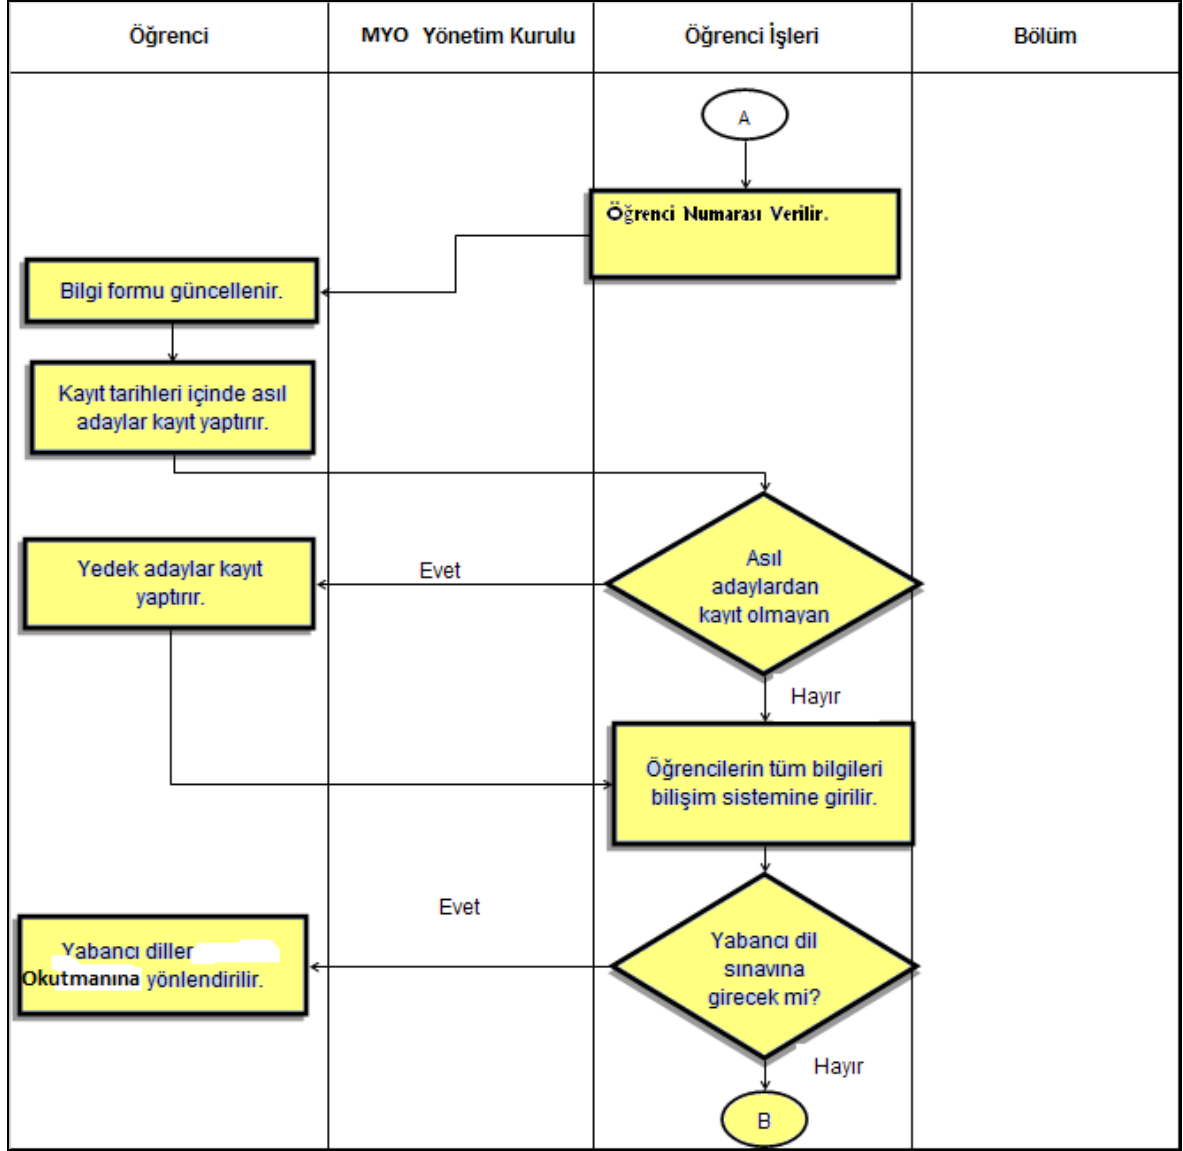 Öğrenci
MYO Yönetim Kurulu
Öğrenci İşleri
Bölüm
A
Öğrenci Numarası Verilir.
Bilgi formu güncellenir.
Kayıt tarihleri içinde asıl
adaylar kayıt yaptırır.
Asıl
adaylardan
kayıt olmayan
Evet
Yedek adaylar kayıt
yaptırır.
Hayır
Öğrencilerin tüm bilgileri
bilişim sistemine girilir.
Yabancı dil
sınavına
girecek mi?
Evet
Yabancı diller
Okutmanına yönlendirilir.
Hayır
B